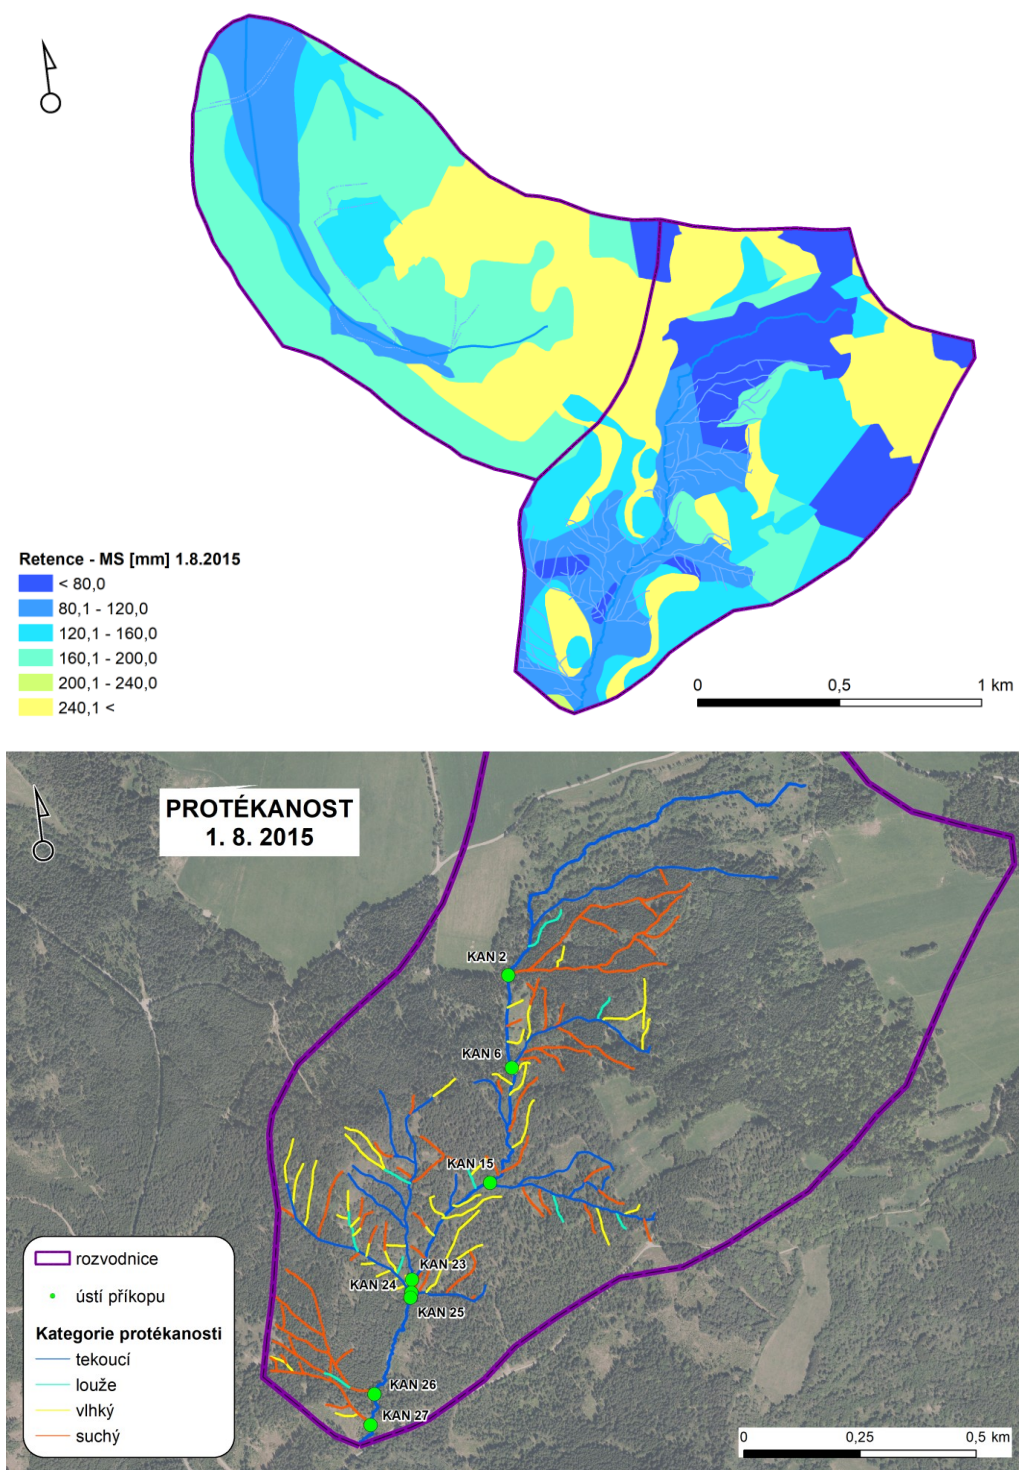 Retence - MS [mm] 1.8.2015
< 80,0
80,1 - 120,0
120,1 - 160,0
160,1 - 200,0
200,1 - 240,0
240,1 <
0 0,5 1 km
PROTÉKANOST
1. 8. 2015
KAN 2
KAN 6
KAN 15
KAN 23
KAN 24
KAN 25
KAN 26
KAN 27
rozvodnice
ústí příkopu
Kategorie protékanosti
tekoucí
louže
vlhký
suchý
0 0,25 0,5 km